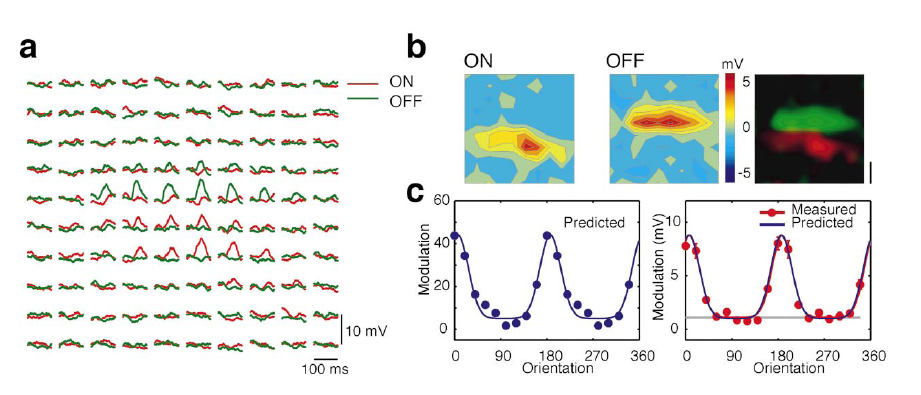 a
ON
OFF
10 mV
100 ms
b
ON
OFF
mV
5
0
-5
c
60
40
20
0
Modulation
Predicted
0 90 180 270 360
Orientation
10
5
0
Modulation (mV)
Measured
Predicted
0 90 180 270 360
Orientation